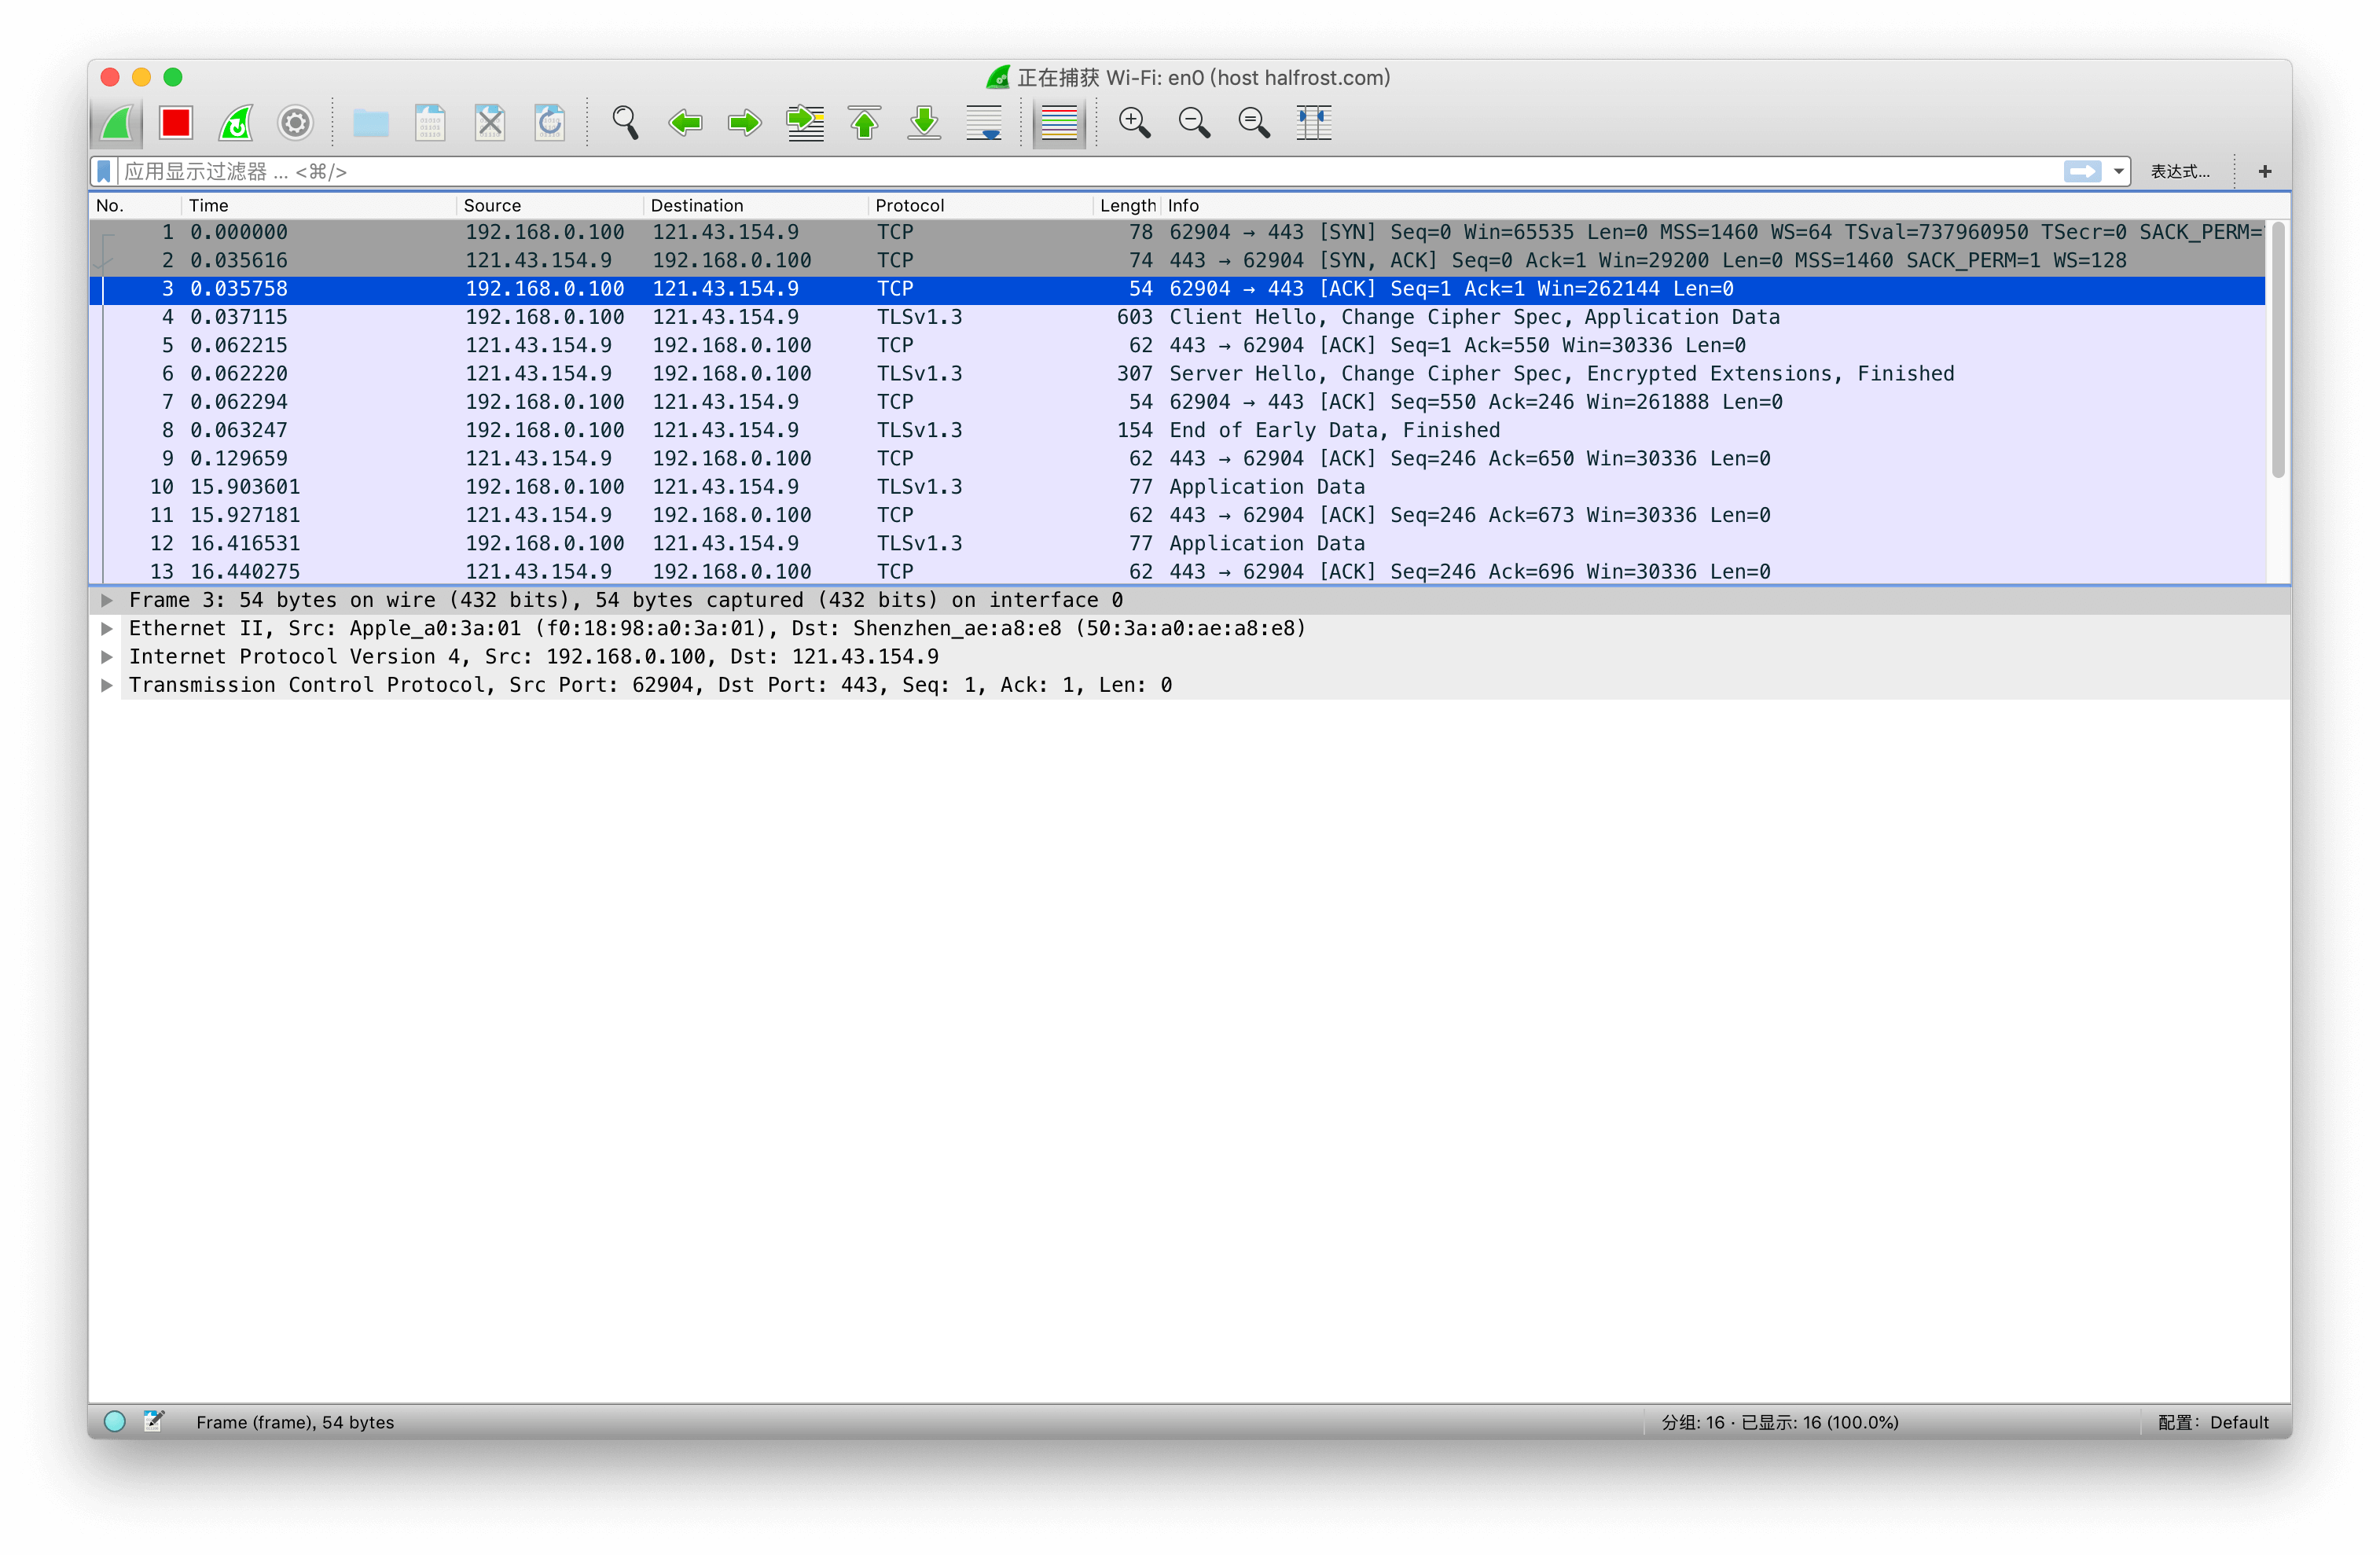 正在捕获 Wi-Fi: en0 (host halfrost.com)
应用显示过滤器 ... <⌘/> 表达式... +
No. Time Source Destination Protocol Length Info
1 0.000000 192.168.0.100 121.43.154.9 TCP 78 62904 → 443 [SYN] Seq=0 Win=65535 Len=0 MSS=1460 WS=64 TSval=737960950 TSecr=0 SACK_PERM=
2 0.035616 121.43.154.9 192.168.0.100 TCP 74 443 → 62904 [SYN, ACK] Seq=0 Ack=1 Win=29200 Len=0 MSS=1460 SACK_PERM=1 WS=128
3 0.035758 192.168.0.100 121.43.154.9 TCP 54 62904 → 443 [ACK] Seq=1 Ack=1 Win=262144 Len=0
4 0.037115 192.168.0.100 121.43.154.9 TLSv1.3 603 Client Hello, Change Cipher Spec, Application Data
5 0.062215 121.43.154.9 192.168.0.100 TCP 62 443 → 62904 [ACK] Seq=1 Ack=550 Win=30336 Len=0
6 0.062220 121.43.154.9 192.168.0.100 TLSv1.3 307 Server Hello, Change Cipher Spec, Encrypted Extensions, Finished
7 0.062294 192.168.0.100 121.43.154.9 TCP 54 62904 → 443 [ACK] Seq=550 Ack=246 Win=261888 Len=0
8 0.063247 192.168.0.100 121.43.154.9 TLSv1.3 154 End of Early Data, Finished
9 0.129659 121.43.154.9 192.168.0.100 TCP 62 443 → 62904 [ACK] Seq=246 Ack=650 Win=30336 Len=0
10 15.903601 192.168.0.100 121.43.154.9 TLSv1.3 77 Application Data
11 15.927181 121.43.154.9 192.168.0.100 TCP 62 443 → 62904 [ACK] Seq=246 Ack=673 Win=30336 Len=0
12 16.416531 192.168.0.100 121.43.154.9 TLSv1.3 77 Application Data
13 16.440275 121.43.154.9 192.168.0.100 TCP 62 443 → 62904 [ACK] Seq=246 Ack=696 Win=30336 Len=0
Frame 3: 54 bytes on wire (432 bits), 54 bytes captured (432 bits) on interface 0
Ethernet II, Src: Apple_a0:3a:01 (f0:18:98:a0:3a:01), Dst: Shenzhen_ae:a8:e8 (50:3a:a0:ae:a8:e8)
Internet Protocol Version 4, Src: 192.168.0.100, Dst: 121.43.154.9
Transmission Control Protocol, Src Port: 62904, Dst Port: 443, Seq: 1, Ack: 1, Len: 0
Frame (frame), 54 bytes 分组: 16 · 已显示: 16 (100.0%) 配置: Default